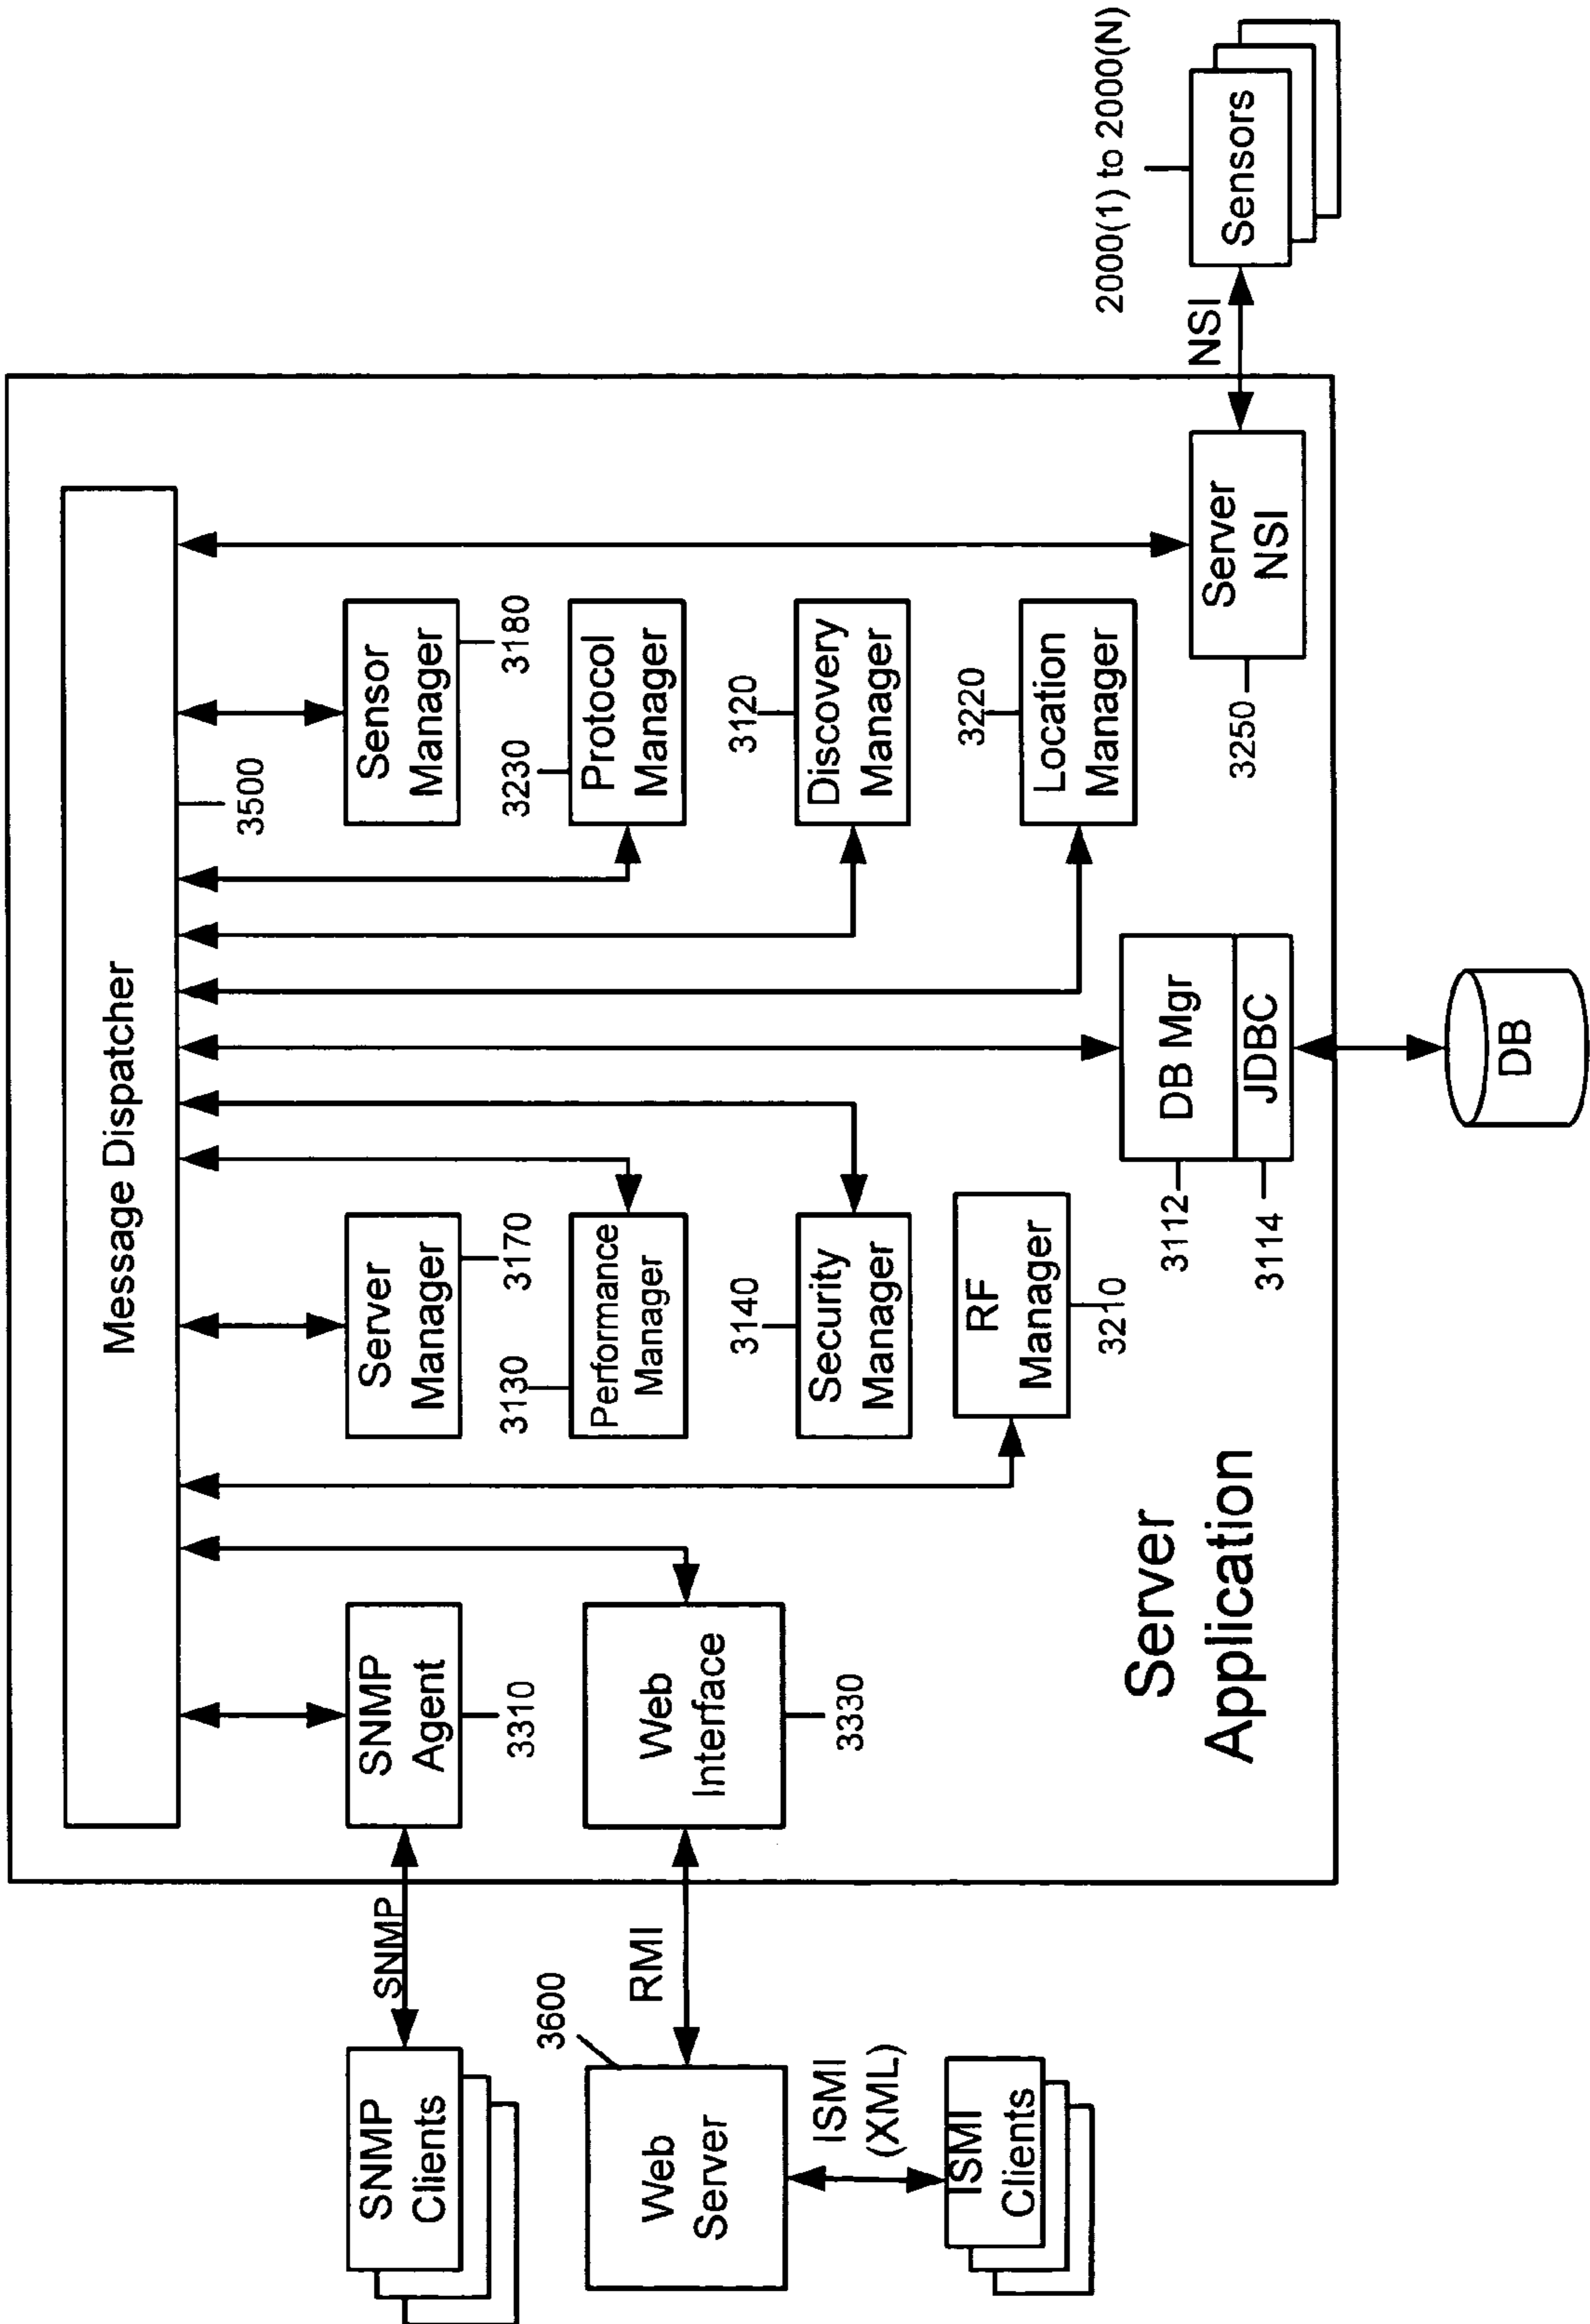 Message Dispatcher
3500
SNMP
Clients
SNMP
SNMP
Agent
3310
Server
Manager
3170
Sensor
Manager
3180
3600
Web
Server
RMI
Web
Interface
3330
3130
Performance
Manager
3230
Protocol
Manager
ISMI
(XML)
ISMI
Clients
3140
Security
Manager
3120
Discovery
Manager
RF
Manager
3210
3220
Location
Manager
Server
Application
3112
DB Mgr
3114
JDBC
DB
3250
Server
NSI
NSI
2000(1) to 2000(N)
Sensors